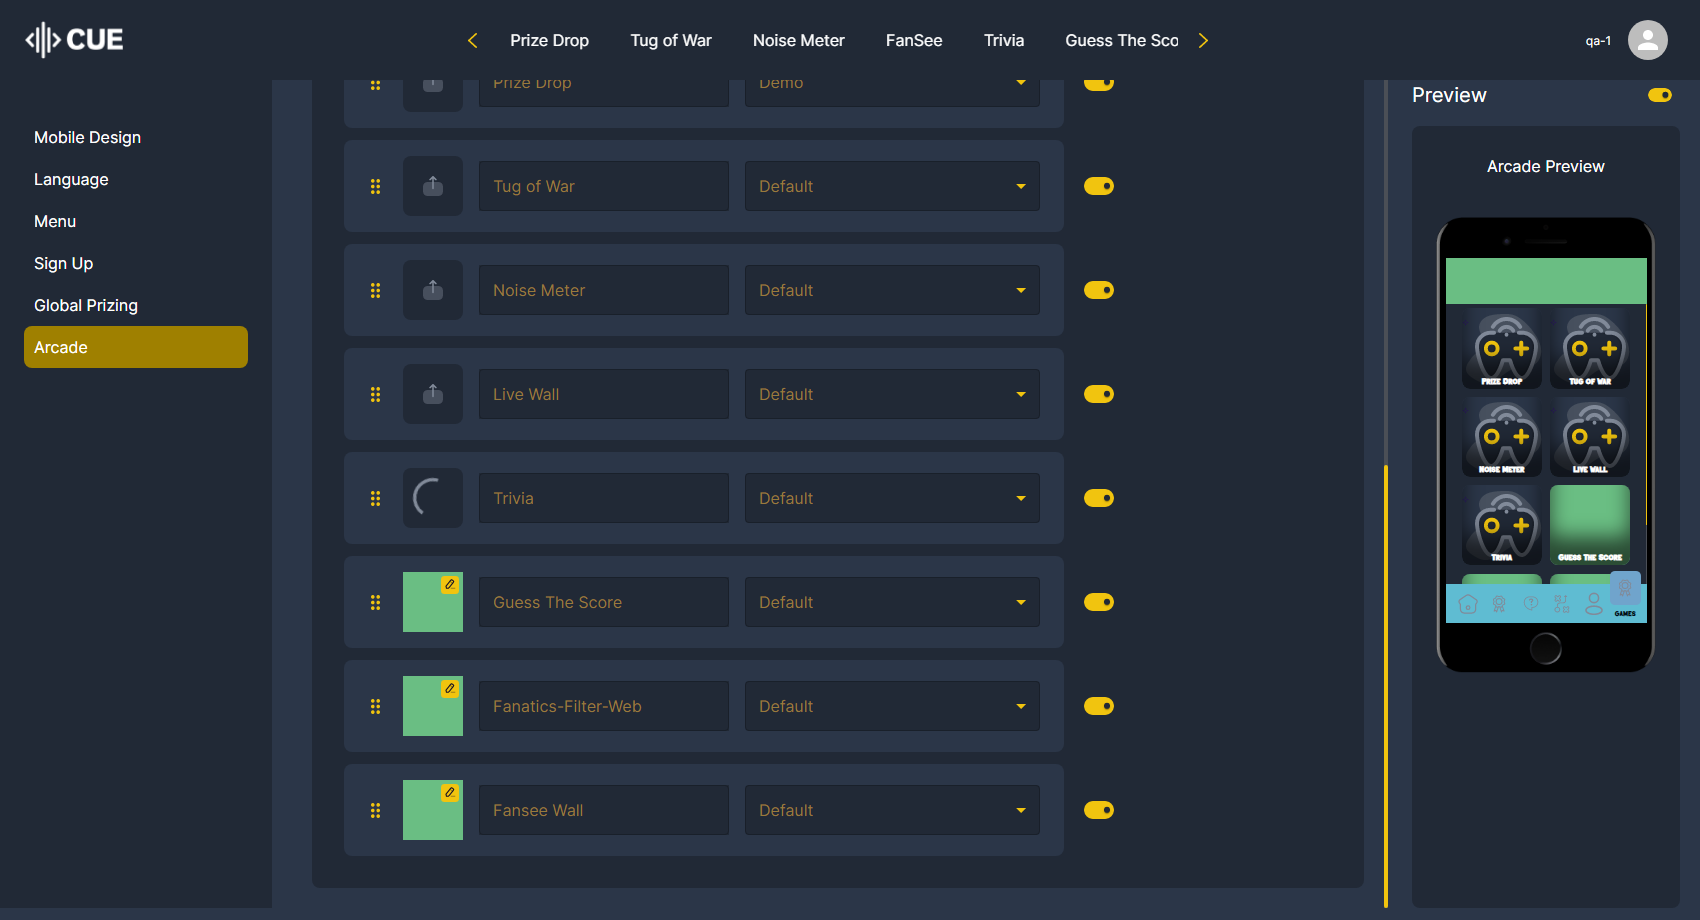 CUE
Prize Drop
Tug of War
Noise Meter
FanSee
Trivia
Guess The Sco
qa-1
Mobile Design
Language
Menu
Sign Up
Global Prizing
Arcade
Prize Drop
Demo
Tug of War
Default
Noise Meter
Default
Live Wall
Default
Trivia
Default
Guess The Score
Default
Fanatics-Filter-Web
Default
Fansee Wall
Default
Preview
Arcade Preview
Prize Drop
Tug of War
Noise Meter
Live Wall
Trivia
Guess The Score
GAMES